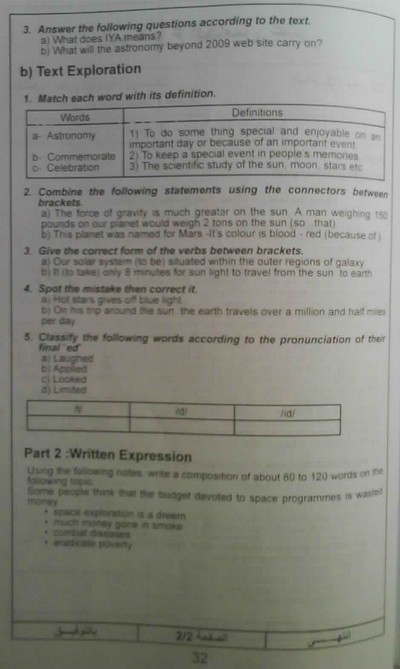 3. Answer the following questions according to the text.
a) What does IYA means?
b) What will the astronomy beyond 2009 web site carry on?
b) Text Exploration
1. Match each word with its definition.
Words
Definitions
a- Astronomy
1) To do some thing special and enjoyable on an
important day or because of an important event.
b- Commemorate
2) To keep a special event in people's memories.
c- Celebration
3) The scientific study of the sun, moon, stars etc
2. Combine the following statements using the connectors between
brackets.
a) The force of gravity is much greator on the sun. A man weighing 150
pounds on our planet would weigh 2 tons on the sun (so...that)
b) This planet was named for Mars -It's colour is blood - red (because of)
3. Give the correct form of the verbs between brackets.
a) Our solar system (to be) situated within the outer regions of galaxy
b) It (to take) only 8 minutes for sun light to travel from the sun to earth
4. Spot the mistake then correct it.
a) Hot stars gives off blue light.
b) On his trip around the sun, the earth travels over a million and half miles
per day
5. Classify the following words according to the pronunciation of their
final 'ed'
a) Laughed
b) Applied
c) Looked
d) Limited
/t/ /d/ /id/
Part 2 :Written Expression
Using the following notes, write a composition of about 80 to 120 words on the
following topic.
Some people think that the budget devoted to space programmes is wasted
money
• space exploration is a dream
• much money gone in smoke
• combat diseases
• eradicate poverty
انتهــى
الصفحة 2/2
بالتوفيق
32